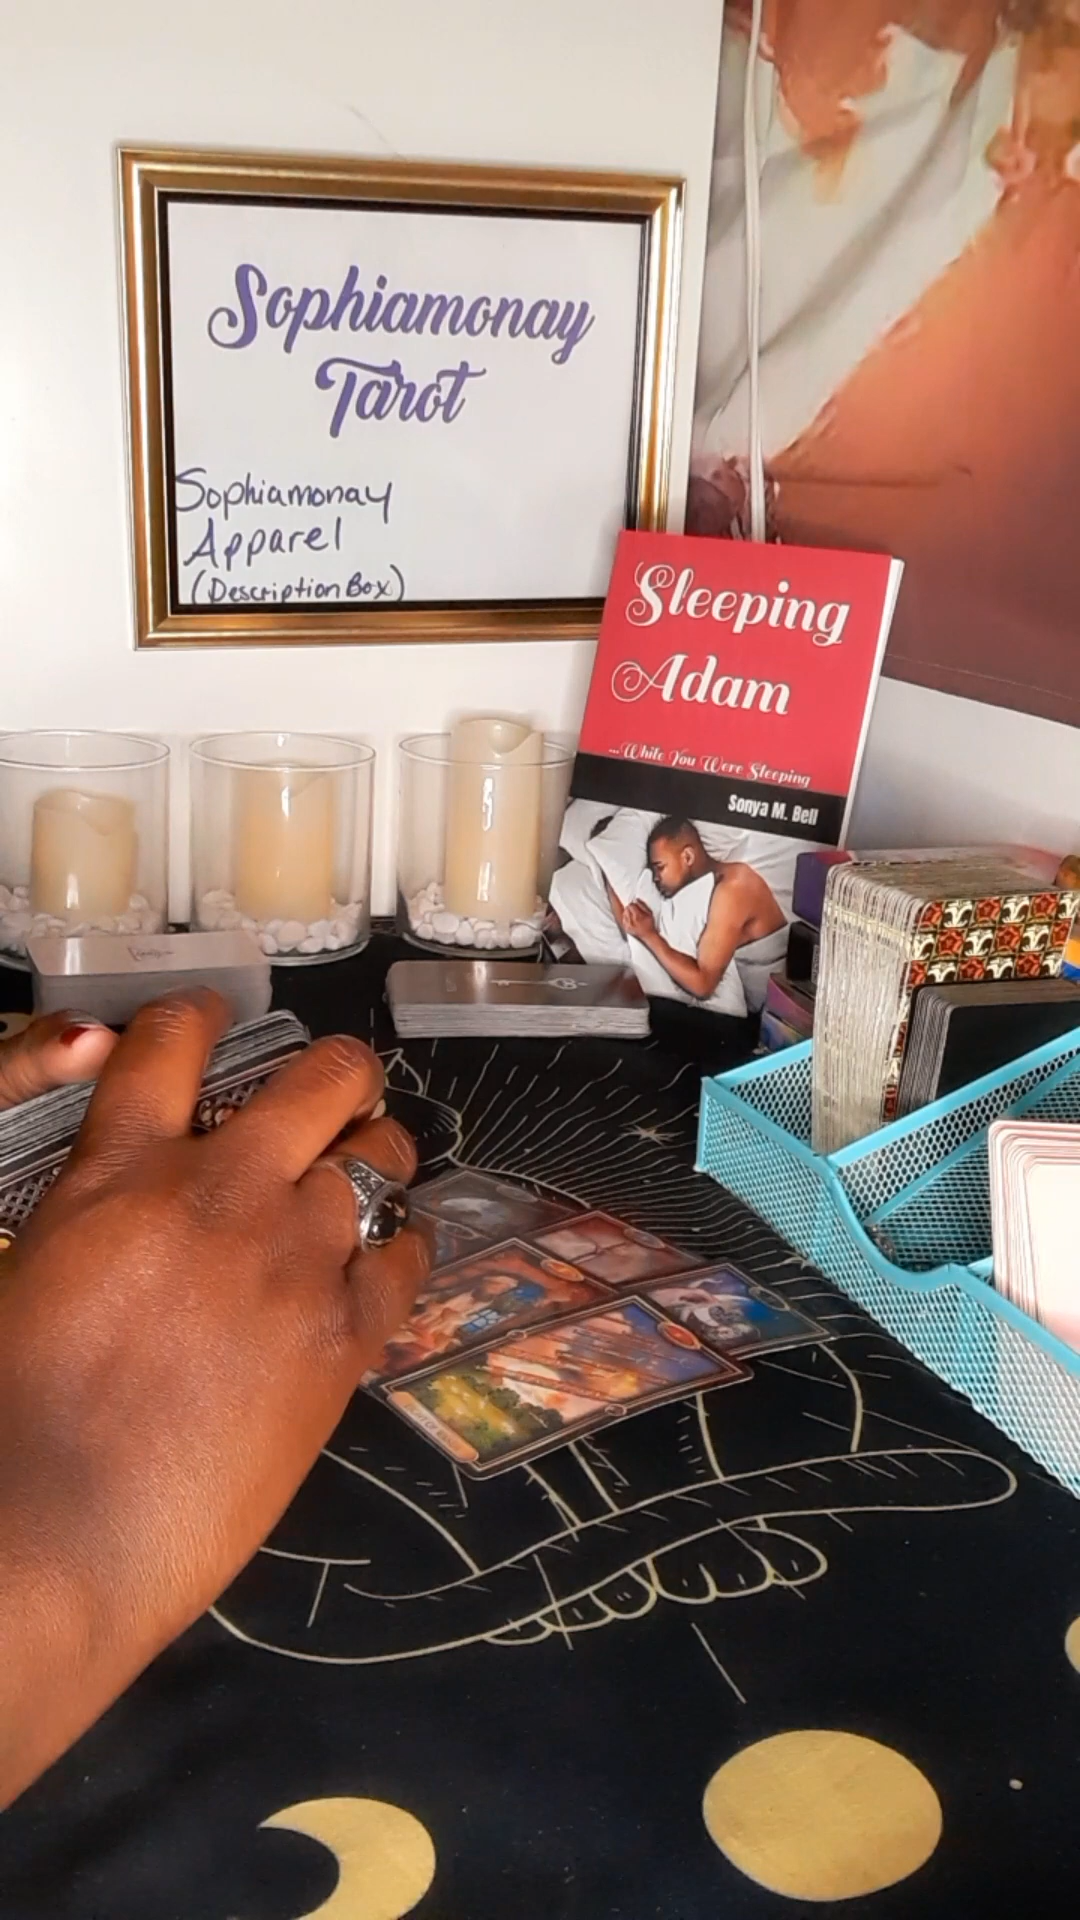 Sophiamonay
Tarot
Sophiamonay
Apparel
(Description Box)
Sleeping
Adam
...While You Were Sleeping
Sonya M. Bell